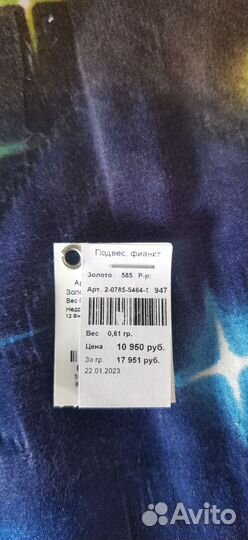 Подвес, фианит
Золото 585 Р-р:
Арт. 2-0785-5464-1 947
Вес 0,61 гр.
Цена 10 950 руб.
За гр 17 951 руб.
22.01.2023
Avito